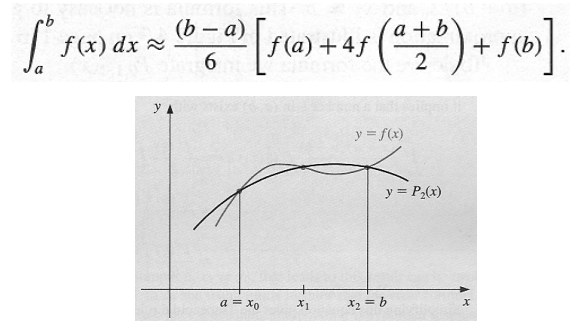 ∫_a^b f(x) dx ≈ (b − a)/6 [ f(a) + 4f ( (a + b)/2 ) + f(b) ] .
y
y = f(x)
y = P₂(x)
a = x₀ x₁ x₂ = b x